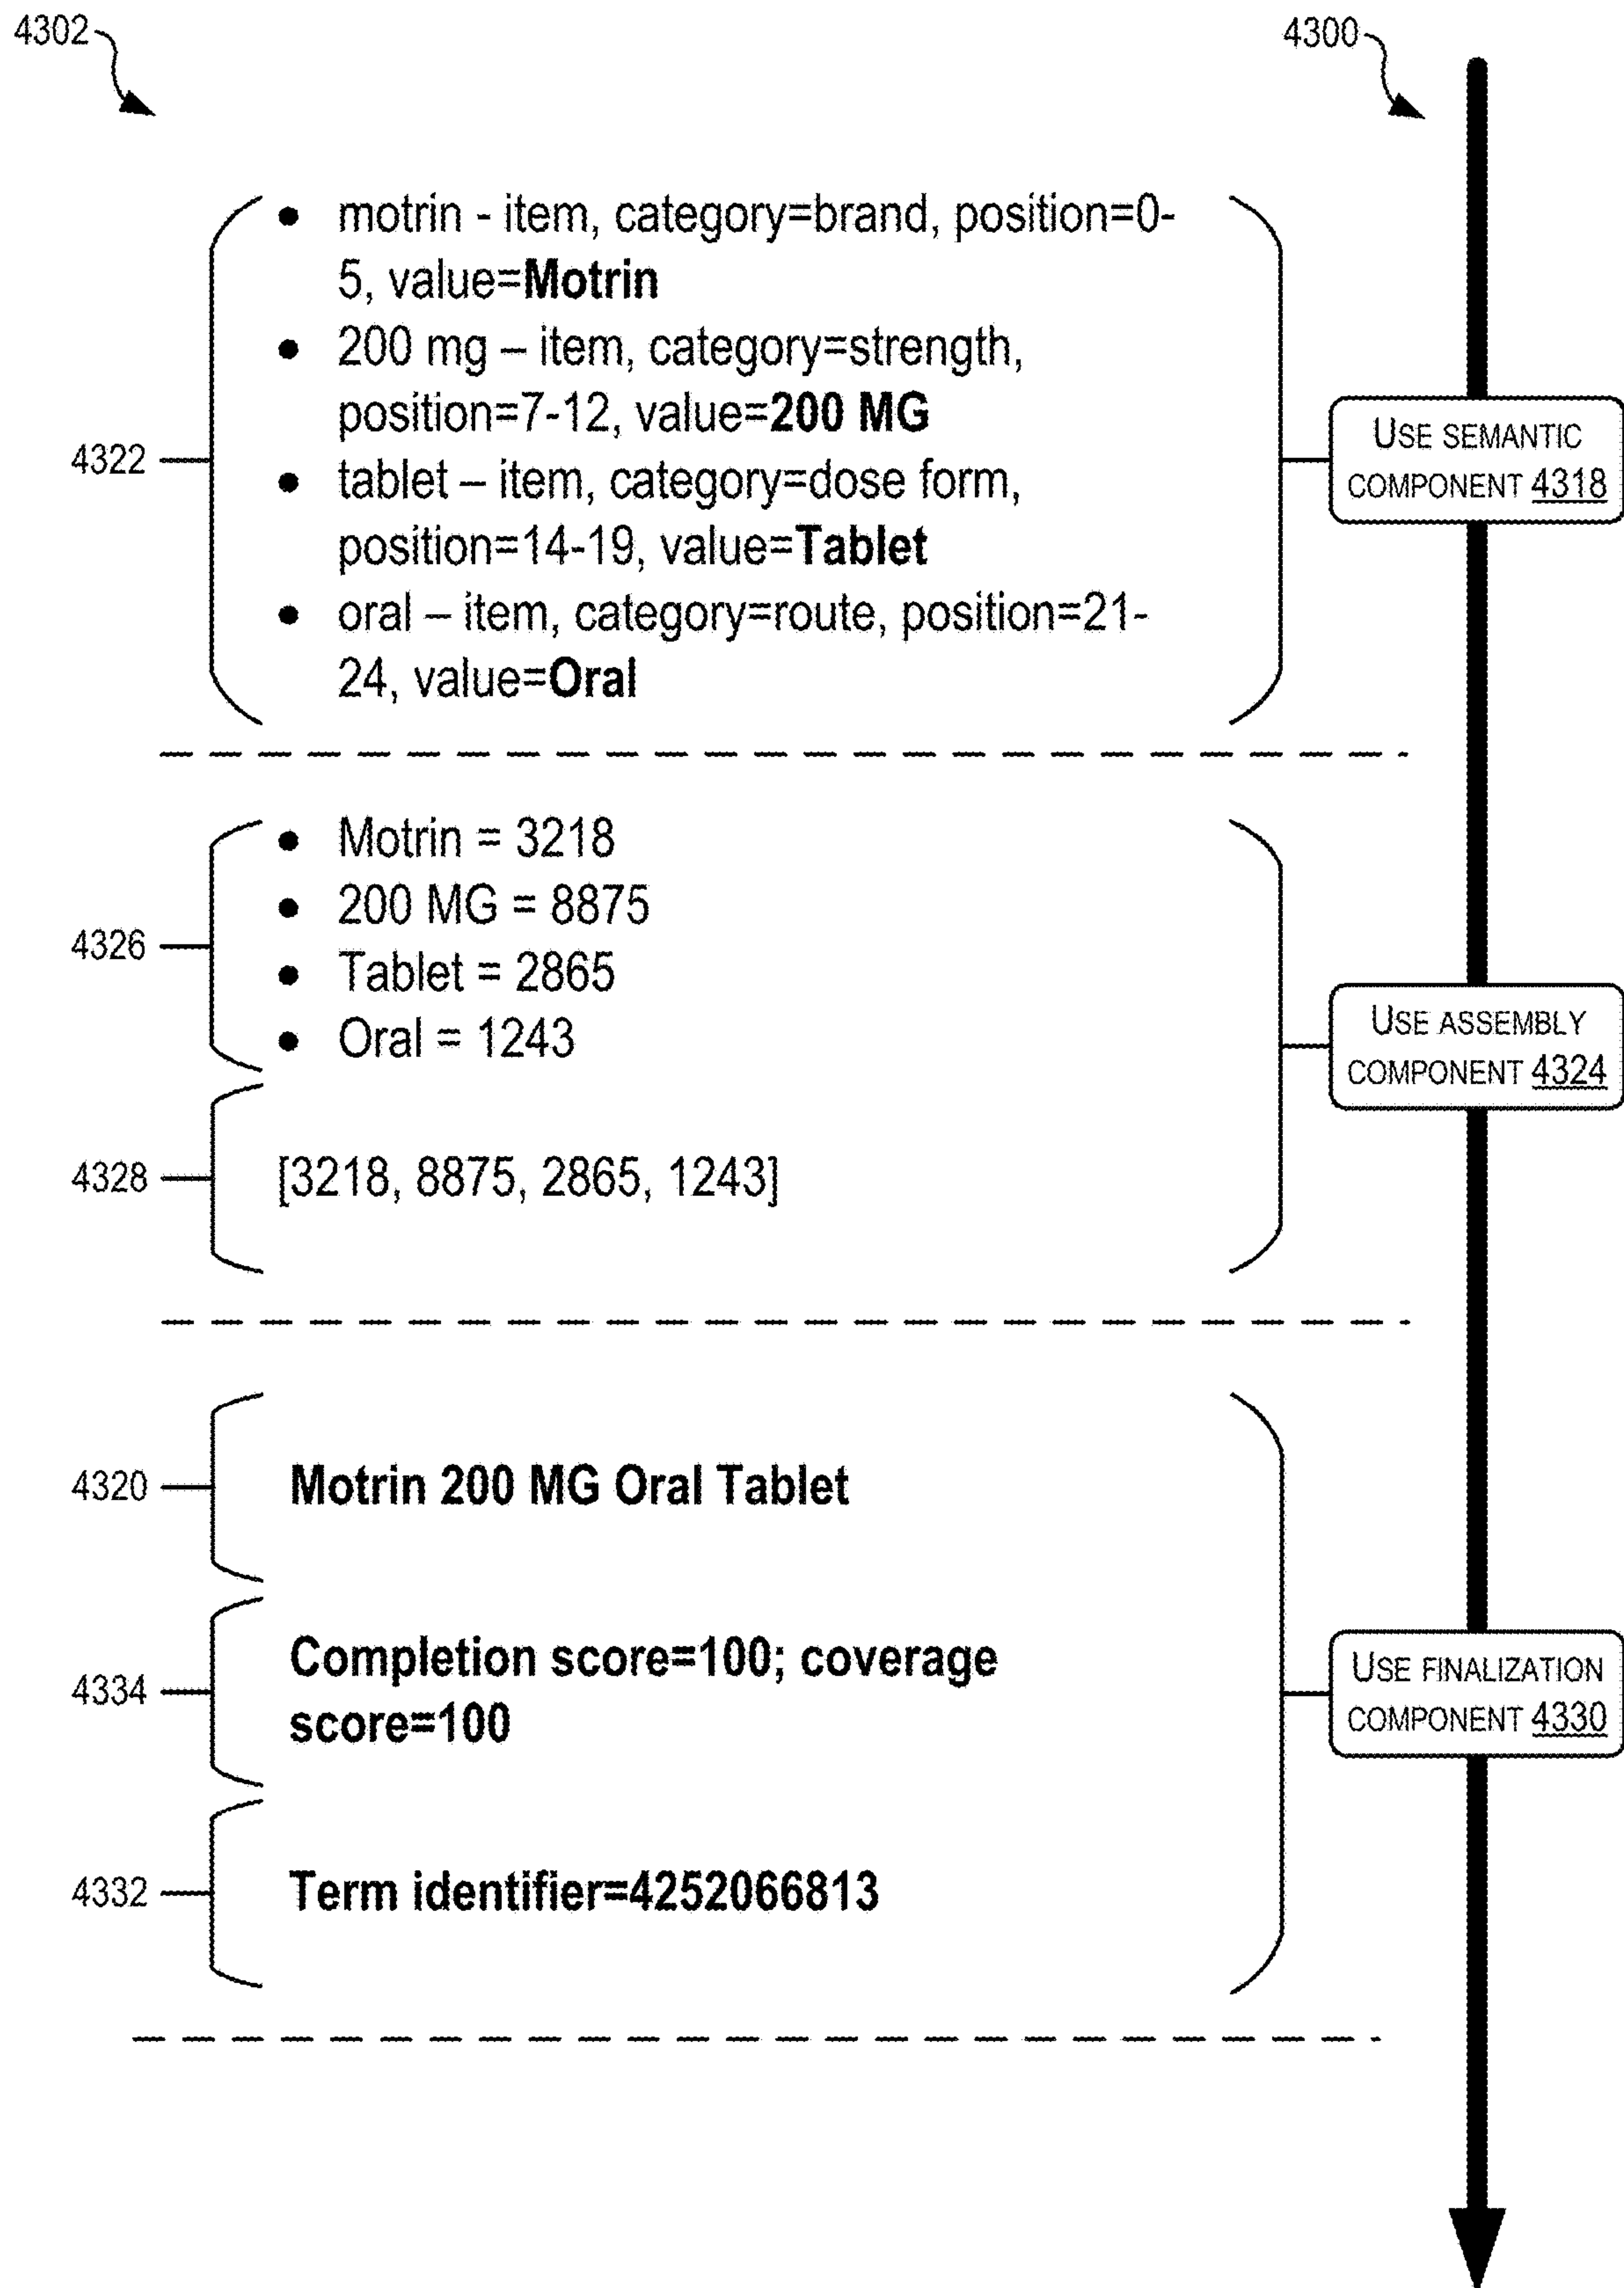 4302
4300
• motrin - item, category=brand, position=0-
5, value=Motrin
• 200 mg – item, category=strength,
position=7-12, value=200 MG
• tablet – item, category=dose form,
position=14-19, value=Tablet
• oral – item, category=route, position=21-
24, value=Oral
4322
USE SEMANTIC
COMPONENT 4318
• Motrin = 3218
• 200 MG = 8875
• Tablet = 2865
• Oral = 1243
4326
[3218, 8875, 2865, 1243]
4328
USE ASSEMBLY
COMPONENT 4324
Motrin 200 MG Oral Tablet
4320
Completion score=100; coverage
score=100
4334
Term identifier=4252066813
4332
USE FINALIZATION
COMPONENT 4330